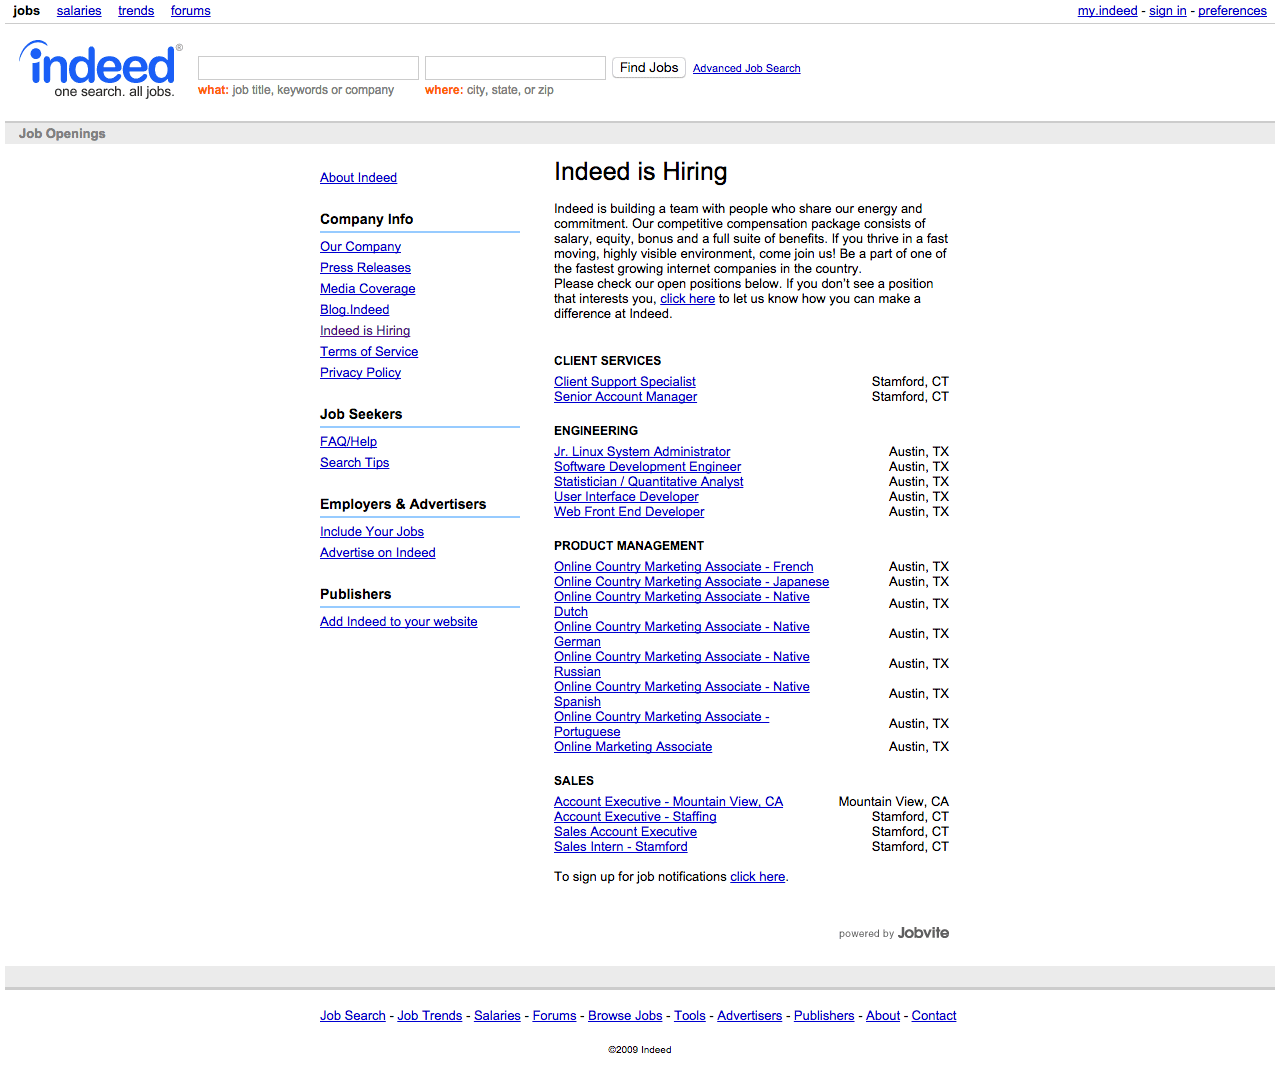 jobs salaries trends forums my.indeed - sign in - preferences
indeed®
one search. all jobs.
Find Jobs Advanced Job Search
what: job title, keywords or company where: city, state, or zip
Job Openings
About Indeed
Company Info
Our Company
Press Releases
Media Coverage
Blog.Indeed
Indeed is Hiring
Terms of Service
Privacy Policy
Job Seekers
FAQ/Help
Search Tips
Employers & Advertisers
Include Your Jobs
Advertise on Indeed
Publishers
Add Indeed to your website
Indeed is Hiring
Indeed is building a team with people who share our energy and
commitment. Our competitive compensation package consists of
salary, equity, bonus and a full suite of benefits. If you thrive in a fast
moving, highly visible environment, come join us! Be a part of one of
the fastest growing internet companies in the country.
Please check our open positions below. If you don't see a position
that interests you, click here to let us know how you can make a
difference at Indeed.
CLIENT SERVICES
Client Support Specialist Stamford, CT
Senior Account Manager Stamford, CT
ENGINEERING
Jr. Linux System Administrator Austin, TX
Software Development Engineer Austin, TX
Statistician / Quantitative Analyst Austin, TX
User Interface Developer Austin, TX
Web Front End Developer Austin, TX
PRODUCT MANAGEMENT
Online Country Marketing Associate - French Austin, TX
Online Country Marketing Associate - Japanese Austin, TX
Online Country Marketing Associate - Native
Dutch Austin, TX
Online Country Marketing Associate - Native
German Austin, TX
Online Country Marketing Associate - Native
Russian Austin, TX
Online Country Marketing Associate - Native
Spanish Austin, TX
Online Country Marketing Associate -
Portuguese Austin, TX
Online Marketing Associate Austin, TX
SALES
Account Executive - Mountain View, CA Mountain View, CA
Account Executive - Staffing Stamford, CT
Sales Account Executive Stamford, CT
Sales Intern - Stamford Stamford, CT
To sign up for job notifications click here.
powered by Jobvite
Job Search - Job Trends - Salaries - Forums - Browse Jobs - Tools - Advertisers - Publishers - About - Contact
©2009 Indeed